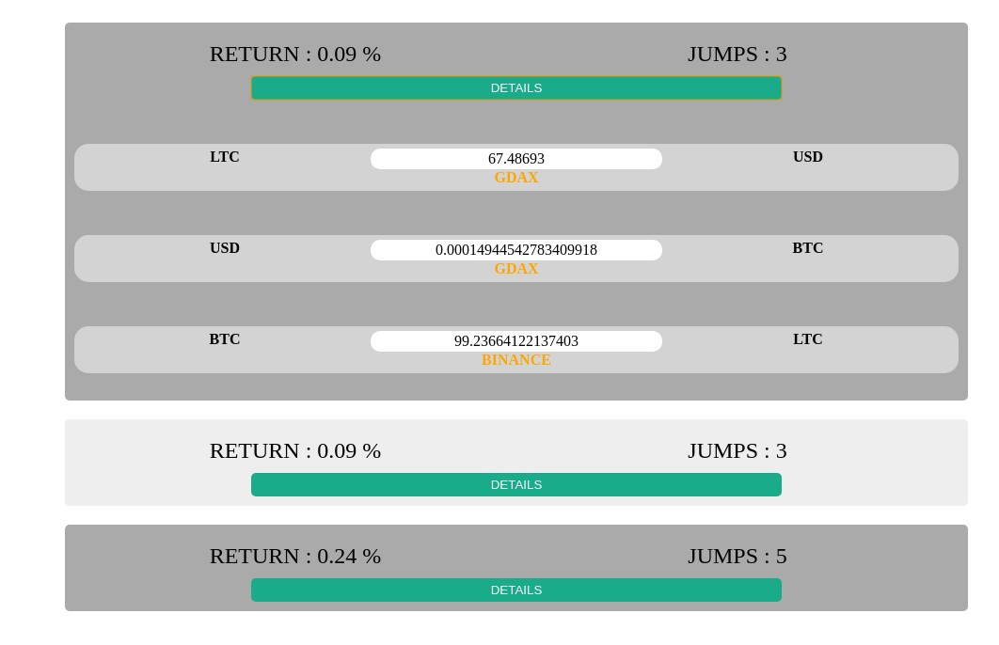 RETURN : 0.09 % JUMPS : 3
DETAILS
LTC 67.48693 USD
GDAX
USD 0.00014944542783409918 BTC
GDAX
BTC 99.23664122137403 LTC
BINANCE
RETURN : 0.09 % JUMPS : 3
DETAILS
RETURN : 0.24 % JUMPS : 5
DETAILS